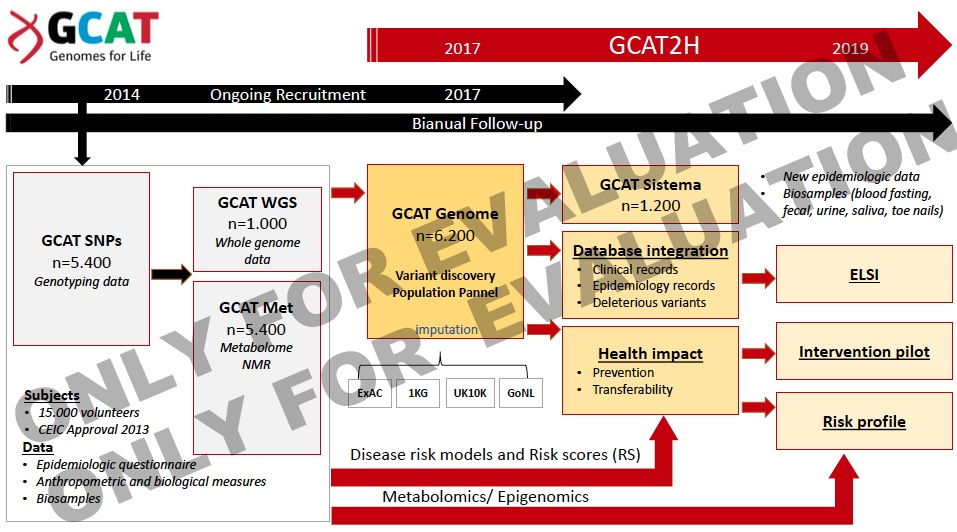 GCAT
Genomes for Life
2017 GCAT2H 2019
2014 Ongoing Recruitment 2017
Bianual Follow-up
GCAT SNPs
n=5.400
Genotyping data
GCAT WGS
n=1.000
Whole genome
data
GCAT Met
n=5.400
Metabolome
NMR
Subjects
• 15.000 volunteers
• CEIC Approval 2013
Data
• Epidemiologic questionnaire
• Anthropometric and biological measures
• Biosamples
GCAT Genome
n=6.200
Variant discovery
Population Pannel
imputation
ExAC
1KG
UK10K
GoNL
GCAT Sistema
n=1.200
Database integration
• Clinical records
• Epidemiology records
• Deleterious variants
Health impact
• Prevention
• Transferability
• New epidemiologic data
• Biosamples (blood fasting,
fecal, urine, saliva, toe nails)
ELSI
Intervention pilot
Risk profile
Disease risk models and Risk scores (RS)
Metabolomics/ Epigenomics
ONLY FOR EVALUATION
ONLY FOR EVALUATION